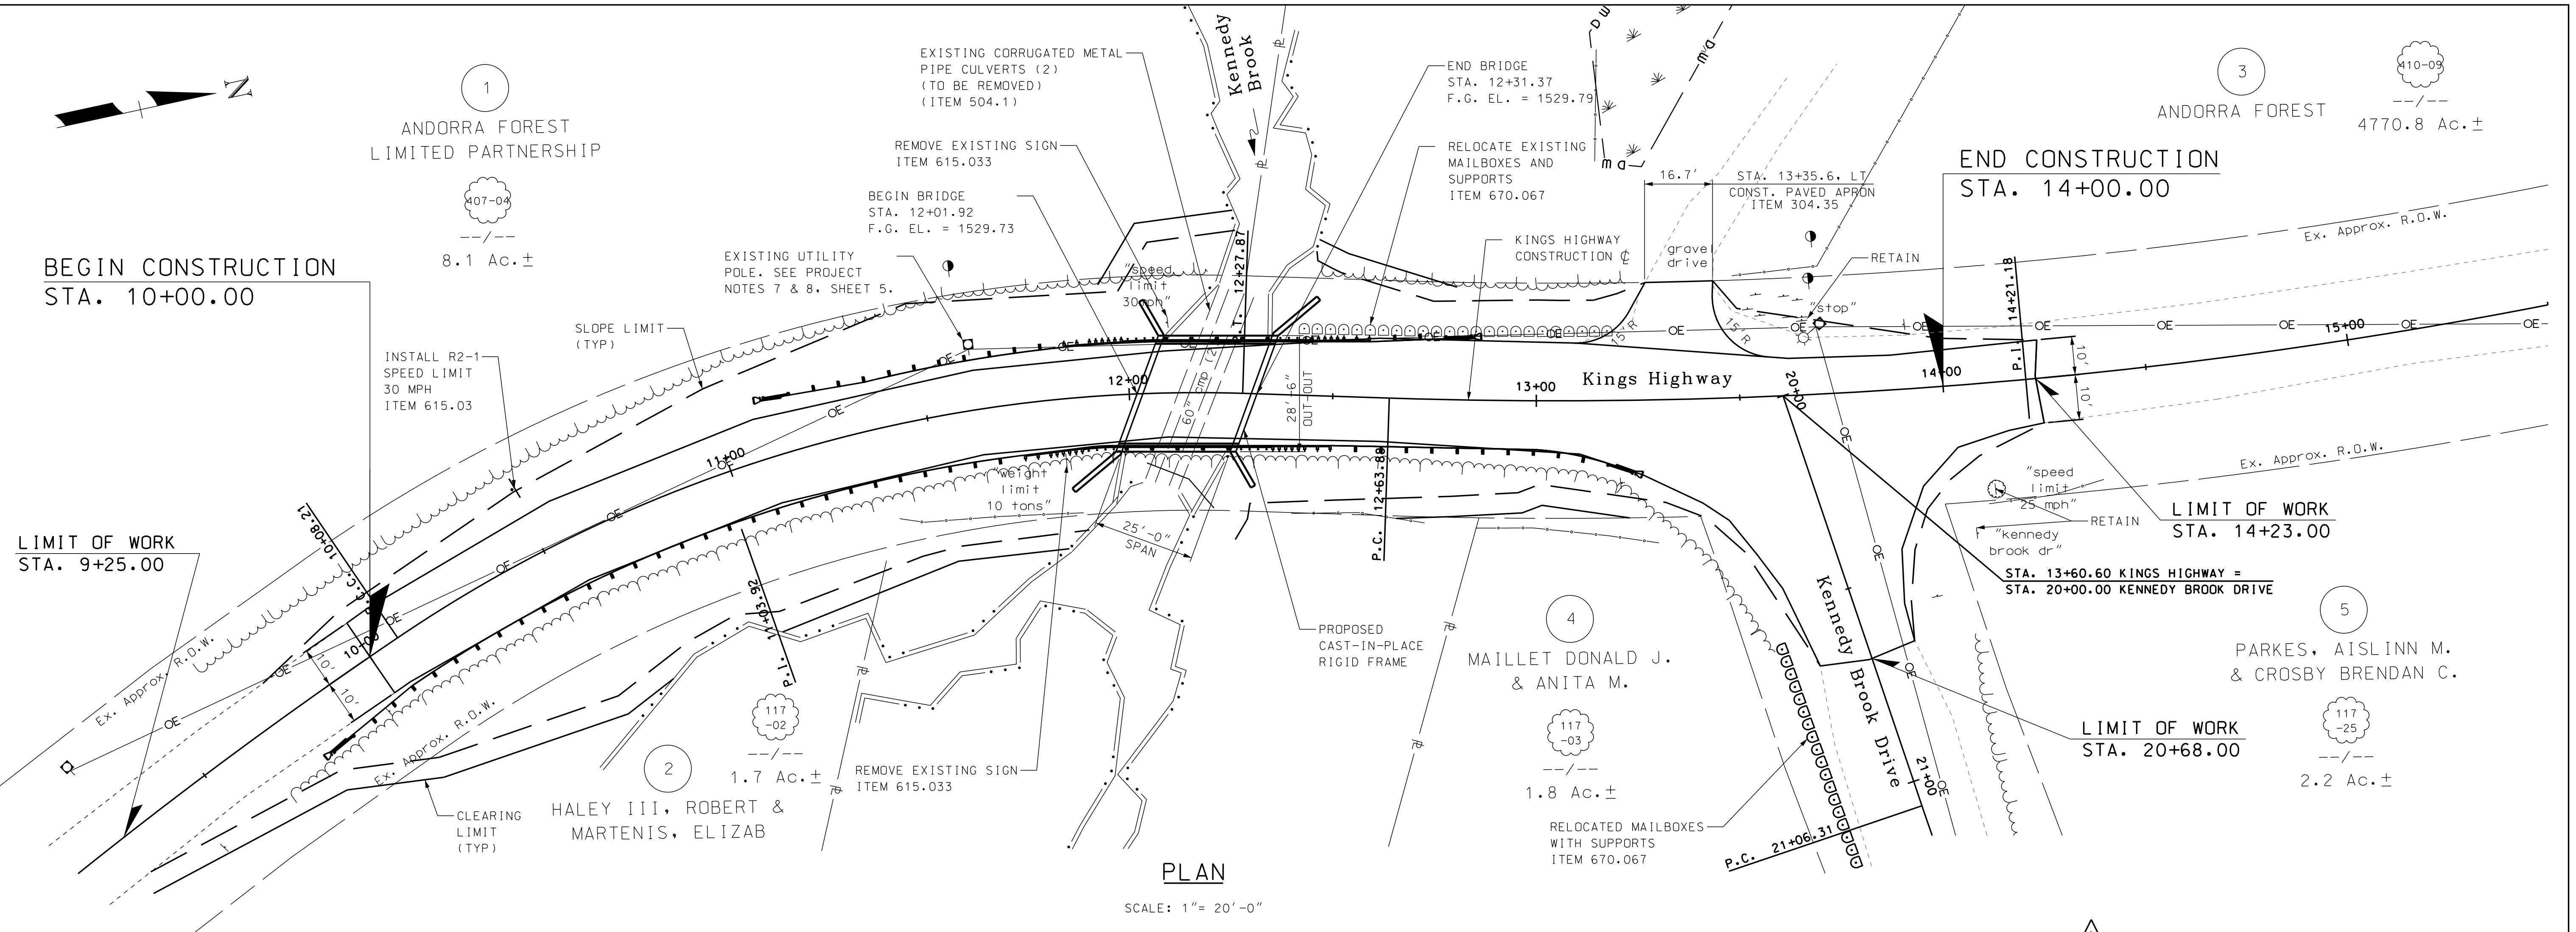 N
1
ANDORRA FOREST
LIMITED PARTNERSHIP
407-04
--/--
8.1 Ac.±
BEGIN CONSTRUCTION
STA. 10+00.00
LIMIT OF WORK
STA. 9+25.00
INSTALL R2-1
SPEED LIMIT
30 MPH
ITEM 615.03
SLOPE LIMIT
(TYP)
EXISTING UTILITY
POLE. SEE PROJECT
NOTES 7 & 8, SHEET 5.
BEGIN BRIDGE
STA. 12+01.92
F.G. EL. = 1529.73
REMOVE EXISTING SIGN
ITEM 615.033
EXISTING CORRUGATED METAL
PIPE CULVERTS (2)
(TO BE REMOVED)
(ITEM 504.1)
Kennedy
Brook
END BRIDGE
STA. 12+31.37
F.G. EL. = 1529.79
RELOCATE EXISTING
MAILBOXES AND
SUPPORTS
ITEM 670.067
KINGS HIGHWAY
CONSTRUCTION ℄
16.7'
STA. 13+35.6, LT
CONST. PAVED APRON
ITEM 304.35
gravel
drive
RETAIN
"stop"
15'R
15'R
3
ANDORRA FOREST
410-09
--/--
4770.8 Ac.±
END CONSTRUCTION
STA. 14+00.00
Ex. Approx. R.O.W.
P.I. 14+21.18
"speed
limit
30mph"
P.T. 12+27.87
60" cmp
28'-6"
OUT-OUT
Kings Highway
10+00
11+00
12+00
13+00
14+00
15+00
20+00
10'
10'
P.C.C. 10+08.21
10'
10'
Ex. Approx. R.O.W.
Ex. Approx. R.O.W.
P.I. 11+03.92
"weight
limit
10 tons"
25'-0"
SPAN
P.C. 12+63.88
Ex. Approx. R.O.W.
"speed
limit
25 mph"
RETAIN
"kennedy
brook dr"
LIMIT OF WORK
STA. 14+23.00
STA. 13+60.60 KINGS HIGHWAY =
STA. 20+00.00 KENNEDY BROOK DRIVE
CLEARING
LIMIT
(TYP)
2
HALEY III, ROBERT &
MARTENIS, ELIZAB
117
-02
--/--
1.7 Ac.±
REMOVE EXISTING SIGN
ITEM 615.033
PROPOSED
CAST-IN-PLACE
RIGID FRAME
4
MAILLET DONALD J.
& ANITA M.
117
-03
--/--
1.8 Ac.±
RELOCATED MAILBOXES
WITH SUPPORTS
ITEM 670.067
Kennedy Brook Drive
21+00
P.C. 21+06.31
LIMIT OF WORK
STA. 20+68.00
5
PARKES, AISLINN M.
& CROSBY BRENDAN C.
117
-25
--/--
2.2 Ac.±
PLAN
SCALE: 1"= 20'-0"